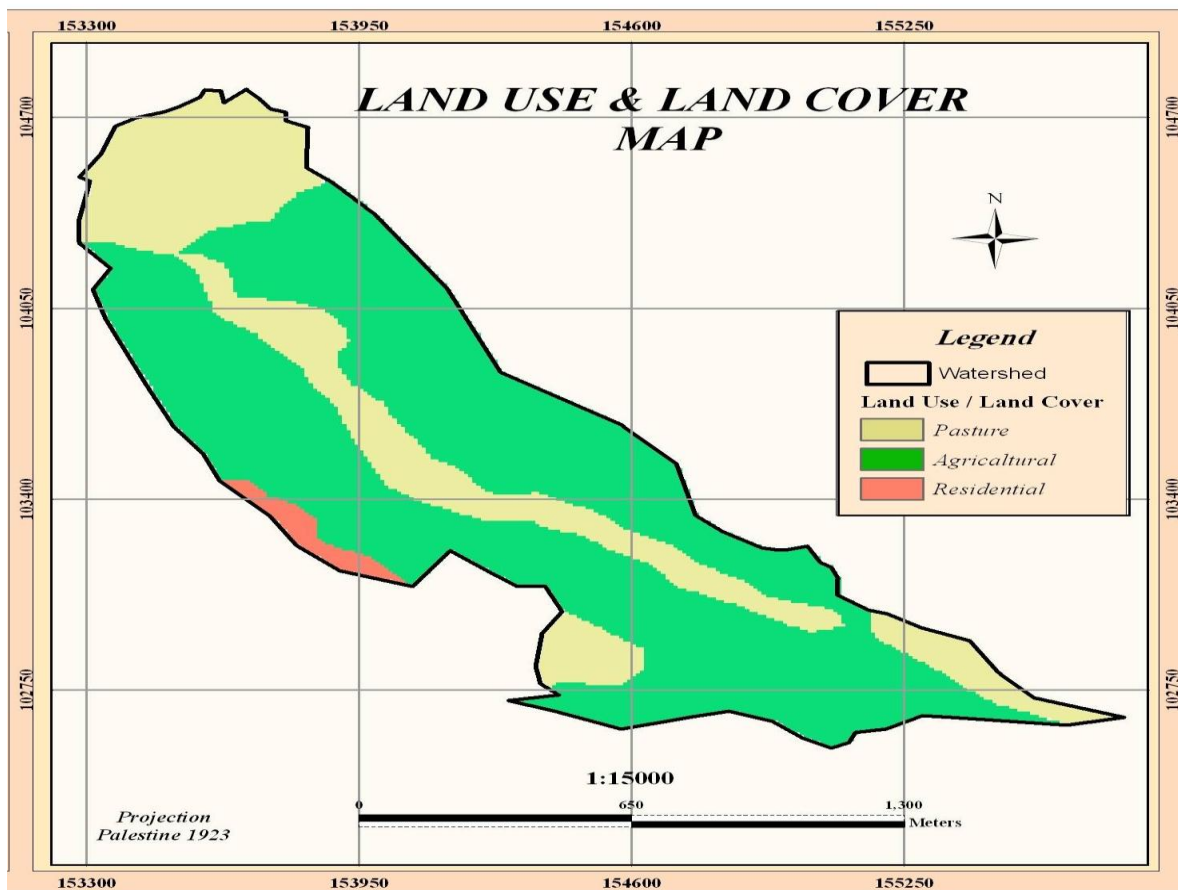 153300 153950 154600 155250
LAND USE & LAND COVER
MAP
104700 104700
N
104050 104050
Legend
Watershed
Land Use / Land Cover
Pasture
Agricaltural
Residential
103400 103400
102750 102750
1:15000
0 650 1,300
Meters
Projection
Palestine 1923
153300 153950 154600 155250